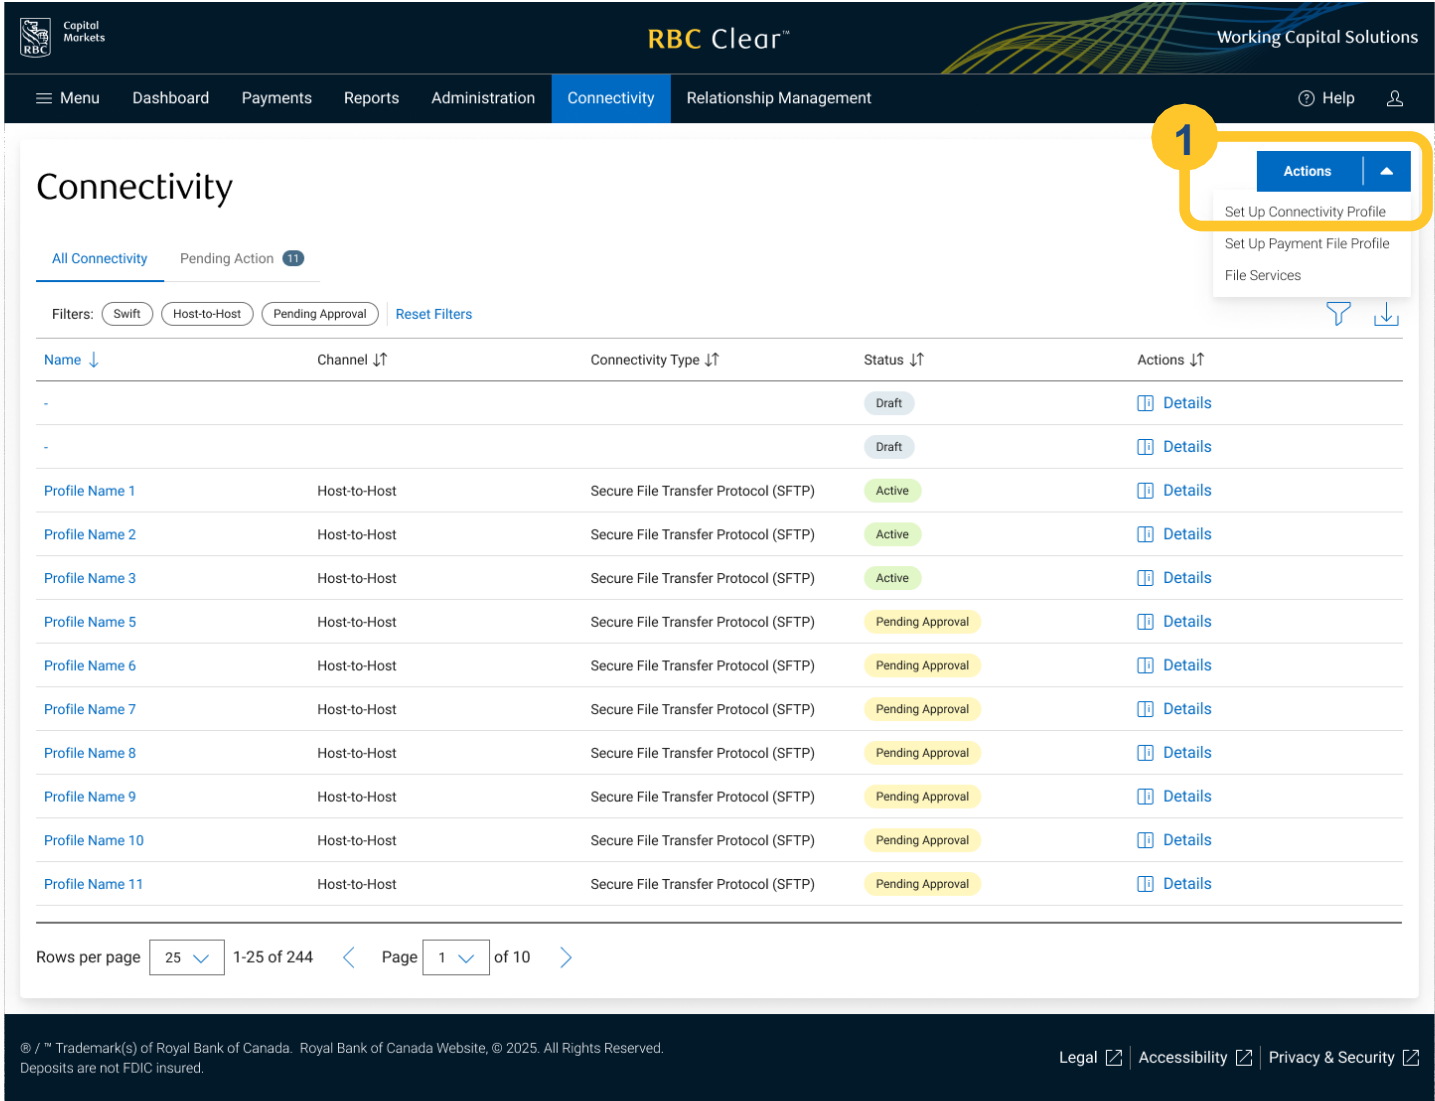 Capital
Markets
RBC
RBC Clear™
Working Capital Solutions
Menu Dashboard Payments Reports Administration Connectivity Relationship Management Help
1
Connectivity
Actions
Set Up Connectivity Profile
Set Up Payment File Profile
File Services
All Connectivity Pending Action 11
Filters: Swift Host-to-Host Pending Approval Reset Filters
Name Channel Connectivity Type Status Actions
- Draft Details
- Draft Details
Profile Name 1 Host-to-Host Secure File Transfer Protocol (SFTP) Active Details
Profile Name 2 Host-to-Host Secure File Transfer Protocol (SFTP) Active Details
Profile Name 3 Host-to-Host Secure File Transfer Protocol (SFTP) Active Details
Profile Name 5 Host-to-Host Secure File Transfer Protocol (SFTP) Pending Approval Details
Profile Name 6 Host-to-Host Secure File Transfer Protocol (SFTP) Pending Approval Details
Profile Name 7 Host-to-Host Secure File Transfer Protocol (SFTP) Pending Approval Details
Profile Name 8 Host-to-Host Secure File Transfer Protocol (SFTP) Pending Approval Details
Profile Name 9 Host-to-Host Secure File Transfer Protocol (SFTP) Pending Approval Details
Profile Name 10 Host-to-Host Secure File Transfer Protocol (SFTP) Pending Approval Details
Profile Name 11 Host-to-Host Secure File Transfer Protocol (SFTP) Pending Approval Details
Rows per page 25 1-25 of 244 Page 1 of 10
® / ™ Trademark(s) of Royal Bank of Canada. Royal Bank of Canada Website, © 2025. All Rights Reserved.
Deposits are not FDIC insured.
Legal Accessibility Privacy & Security